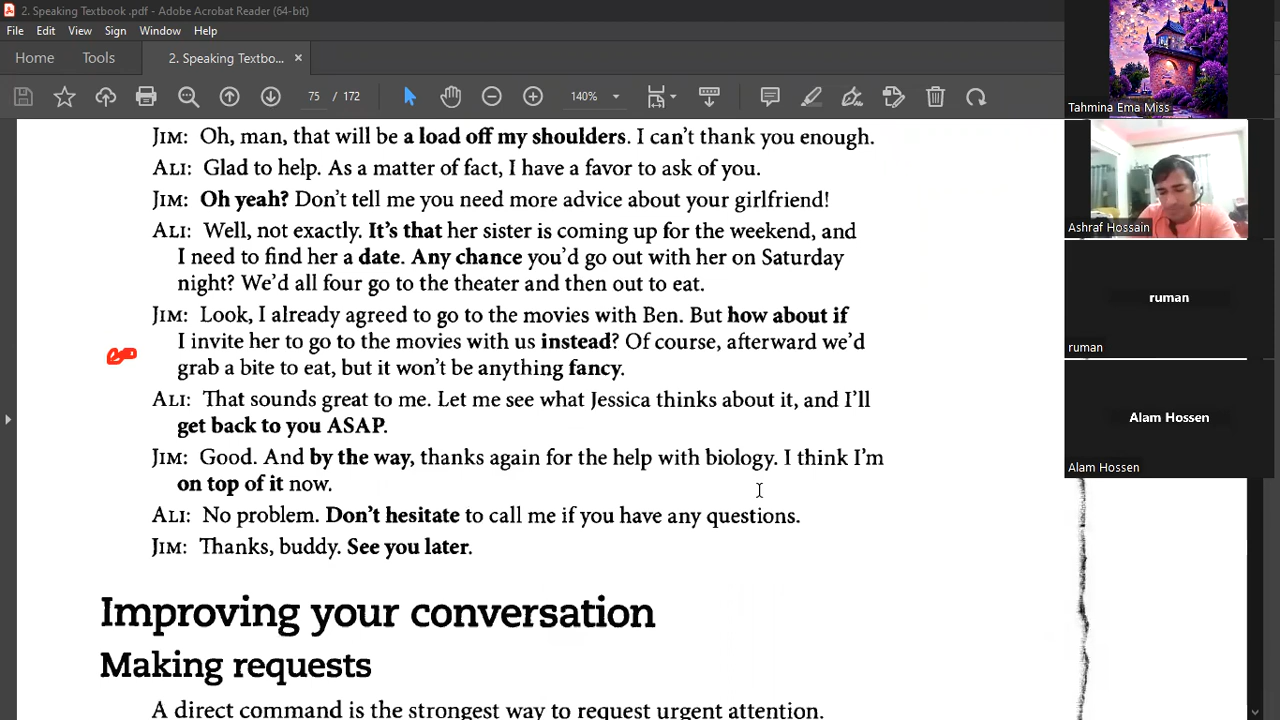 2. Speaking Textbook .pdf - Adobe Acrobat Reader (64-bit)
File Edit View Sign Window Help
Home Tools 2. Speaking Textbo... ×
75 / 172 140%
JIM: Oh, man, that will be a load off my shoulders. I can't thank you enough.
ALI: Glad to help. As a matter of fact, I have a favor to ask of you.
JIM: Oh yeah? Don't tell me you need more advice about your girlfriend!
ALI: Well, not exactly. It's that her sister is coming up for the weekend, and
I need to find her a date. Any chance you'd go out with her on Saturday
night? We'd all four go to the theater and then out to eat.
JIM: Look, I already agreed to go to the movies with Ben. But how about if
I invite her to go to the movies with us instead? Of course, afterward we'd
grab a bite to eat, but it won't be anything fancy.
ALI: That sounds great to me. Let me see what Jessica thinks about it, and I'll
get back to you ASAP.
JIM: Good. And by the way, thanks again for the help with biology. I think I'm
on top of it now.
ALI: No problem. Don't hesitate to call me if you have any questions.
JIM: Thanks, buddy. See you later.
Improving your conversation
Making requests
A direct command is the strongest way to request urgent attention.
Tahmina Ema Miss
Ashraf Hossain
ruman
ruman
Alam Hossen
Alam Hossen